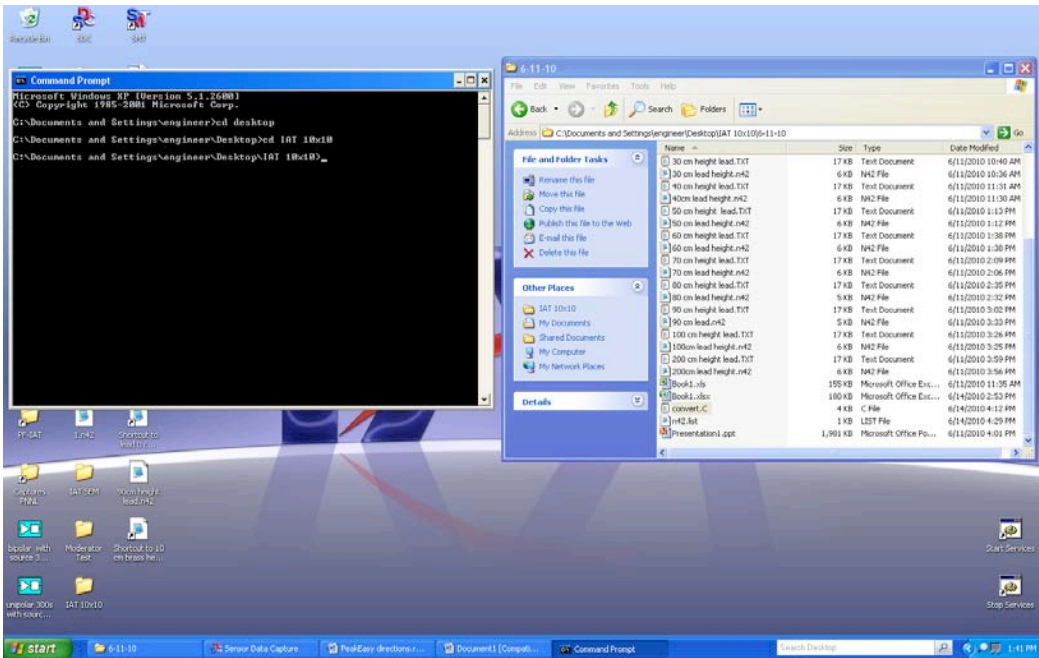 Recycle Bin
SDC
Command Prompt
Microsoft Windows XP [Version 5.1.2600]
(C) Copyright 1985-2001 Microsoft Corp.
C:\Documents and Settings\engineer>cd desktop
C:\Documents and Settings\engineer\Desktop>cd IAT 10x10
C:\Documents and Settings\engineer\Desktop\IAT 10x10>_
6-11-10
File Edit View Favorites Tools Help
Back Search Folders
Address C:\Documents and Settings\engineer\Desktop\IAT 10x10\6-11-10 Go
File and Folder Tasks
Rename this file
Move this file
Copy this file
Publish this file to the Web
E-mail this file
Delete this file
Other Places
IAT 10x10
My Documents
Shared Documents
My Computer
My Network Places
Details
Name Size Type Date Modified
30 cm height lead.TXT 17 KB Text Document 6/11/2010 10:40 AM
30 cm lead height.n42 6 KB N42 File 6/11/2010 10:36 AM
40 cm height lead.TXT 17 KB Text Document 6/11/2010 11:31 AM
40cm lead height.n42 6 KB N42 File 6/11/2010 11:30 AM
50 cm height lead.TXT 17 KB Text Document 6/11/2010 1:13 PM
50 cm lead height.n42 6 KB N42 File 6/11/2010 1:12 PM
60 cm height lead.TXT 17 KB Text Document 6/11/2010 1:38 PM
60 cm lead height.n42 6 KB N42 File 6/11/2010 1:38 PM
70 cm height lead.TXT 17 KB Text Document 6/11/2010 2:09 PM
70 cm lead height.n42 6 KB N42 File 6/11/2010 2:06 PM
80 cm height lead.TXT 17 KB Text Document 6/11/2010 2:35 PM
80 cm lead height.n42 5 KB N42 File 6/11/2010 2:32 PM
90 cm height lead.TXT 17 KB Text Document 6/11/2010 3:02 PM
90 cm lead.n42 5 KB N42 File 6/11/2010 3:33 PM
100 cm height lead.TXT 17 KB Text Document 6/11/2010 3:26 PM
100cm lead height.n42 6 KB N42 File 6/11/2010 3:25 PM
200 cm height lead.TXT 17 KB Text Document 6/11/2010 3:59 PM
200cm lead height.n42 6 KB N42 File 6/11/2010 3:56 PM
Book1.xls 155 KB Microsoft Office Exc... 6/11/2010 11:35 AM
Book1.xlsx 100 KB Microsoft Office Exc... 6/14/2010 2:53 PM
convert.C 4 KB C File 6/14/2010 4:12 PM
n42.list 1 KB LIST File 6/14/2010 4:29 PM
Presentation1.ppt 1,901 KB Microsoft Office Po... 6/11/2010 4:01 PM
PF-IAT
1.n42
Shortcut to
Captures
PNNL
IAT SEM
90cm height
lead.n42
bipolar with
source 3...
Moderator
Test
Shortcut to 10
cm brass he...
unipolar 300s
with sourc...
IAT 10x10
Start Services
Stop Services
start
6-11-10
Sensor Data Capture
PeakEasy directions.r...
Document1 [Compati...
Command Prompt
Search Desktop
1:41 PM